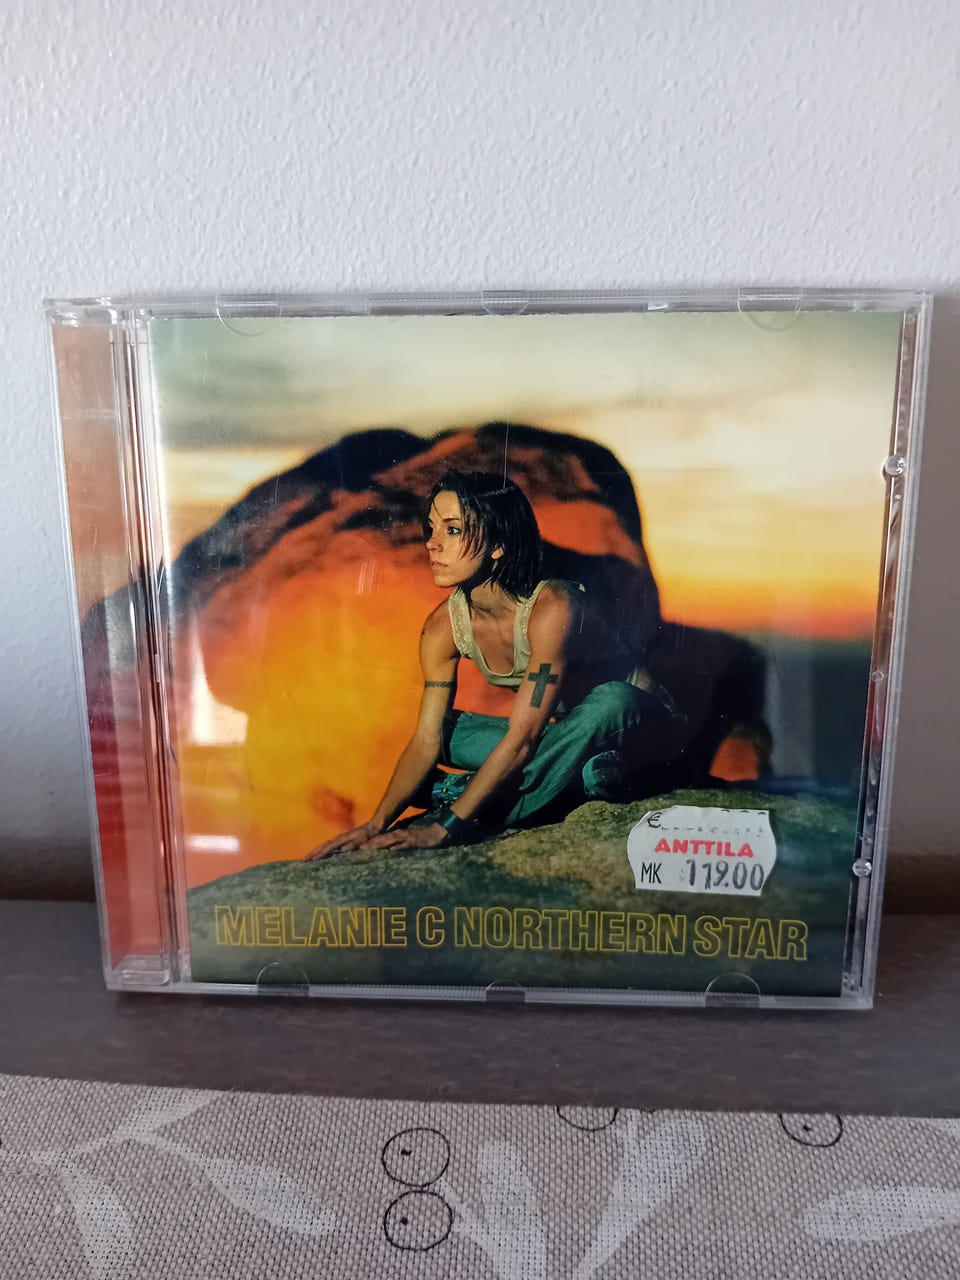 €
ANTTILA
MK 119.00
MELANIE C NORTHERN STAR